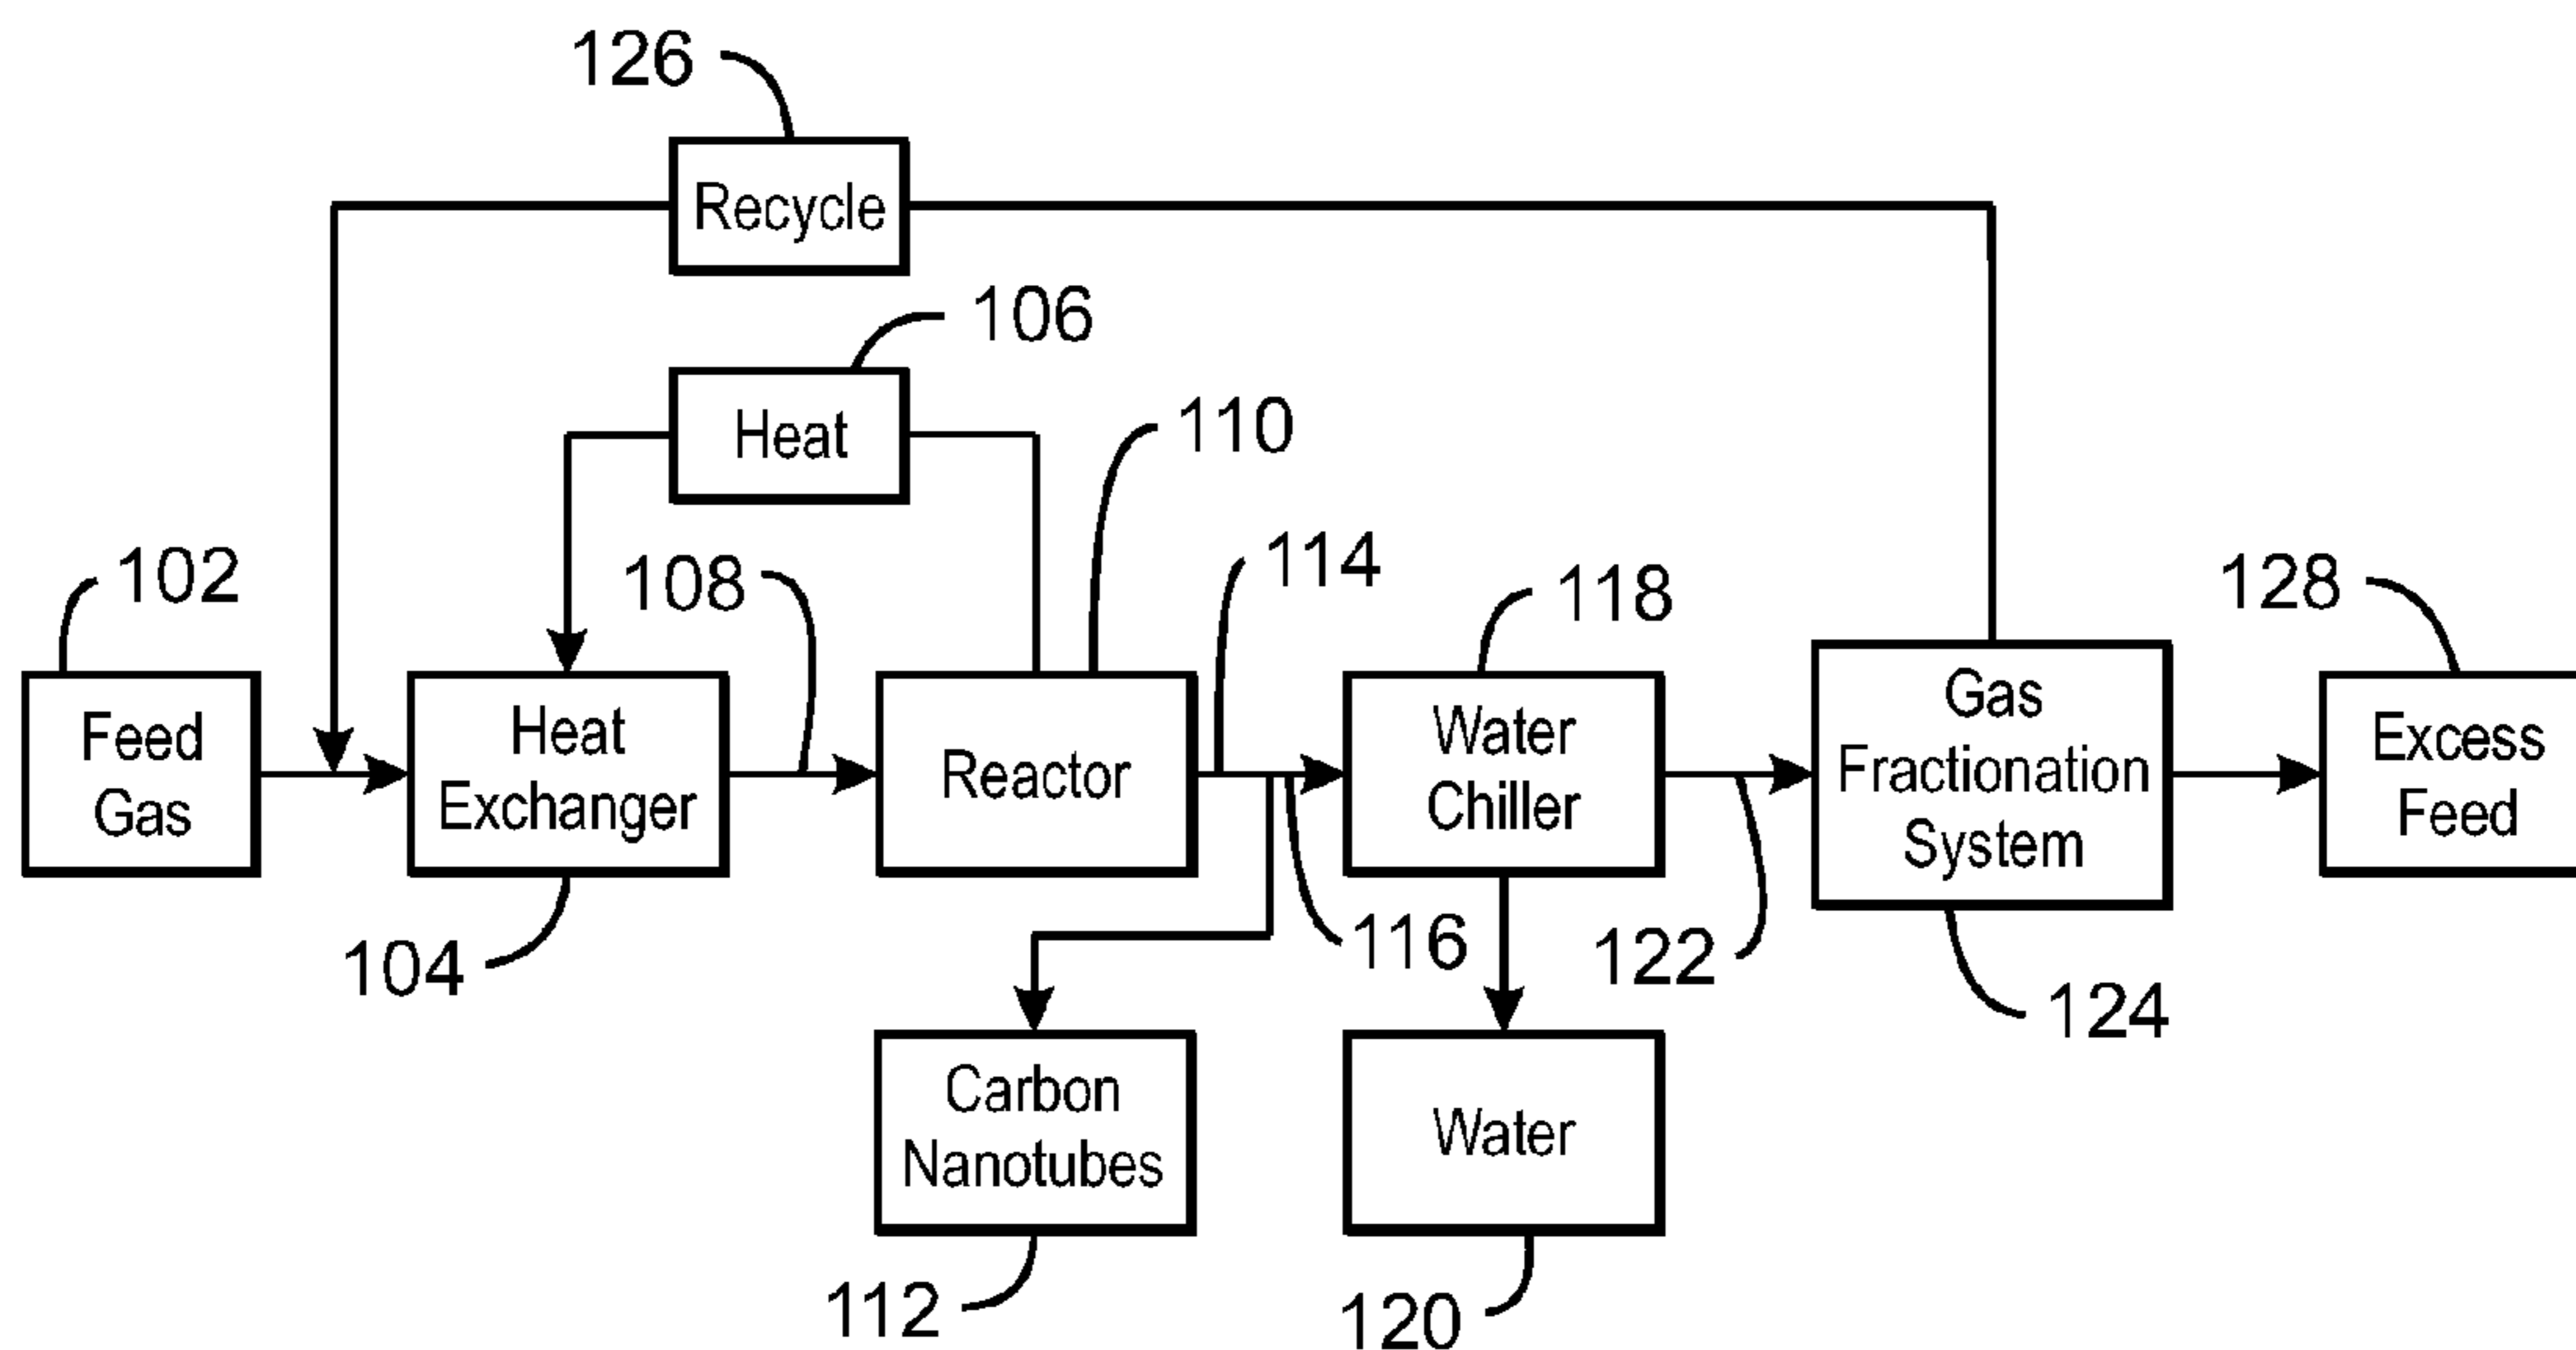 126
Recycle
106
Heat
110
102
108
114
118
128
Feed
Gas
Heat
Exchanger
Reactor
Water
Chiller
Gas
Fractionation
System
Excess
Feed
104
116
122
124
Carbon
Nanotubes
Water
112
120